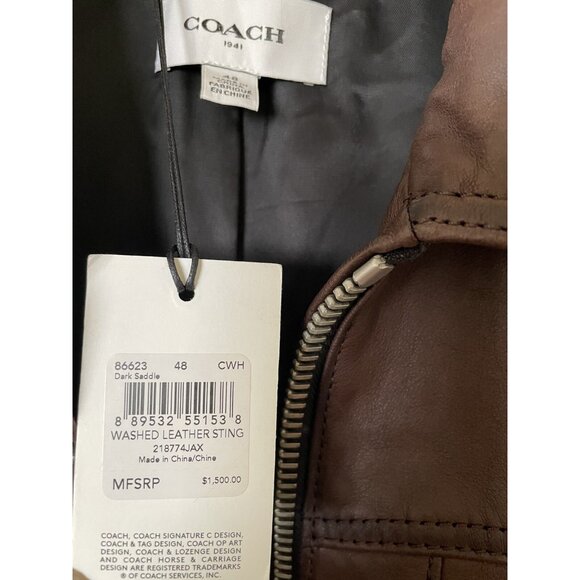 COACH
1941
48
FABRIQUE
EN CHINE
86623 48 CWH
Dark Saddle
8 89532 55153 8
WASHED LEATHER STING
218774JAX
Made in China/Chine
MFSRP $1,500.00
COACH, COACH SIGNATURE C DESIGN,
COACH & TAG DESIGN, COACH OP ART
DESIGN, COACH & LOZENGE DESIGN
AND COACH HORSE & CARRIAGE
DESIGN ARE REGISTERED TRADEMARKS
® OF COACH SERVICES, INC.